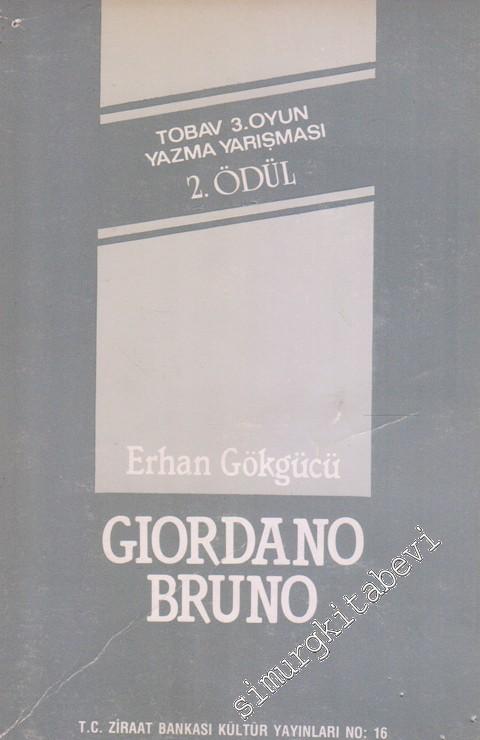 TOBAV 3.OYUN
YAZMA YARIŞMASI
2. ÖDÜL
Erhan Gökgücü
GIORDANO
BRUNO
simurgkitabevi
T.C. ZİRAAT BANKASI KÜLTÜR YAYINLARI NO: 16